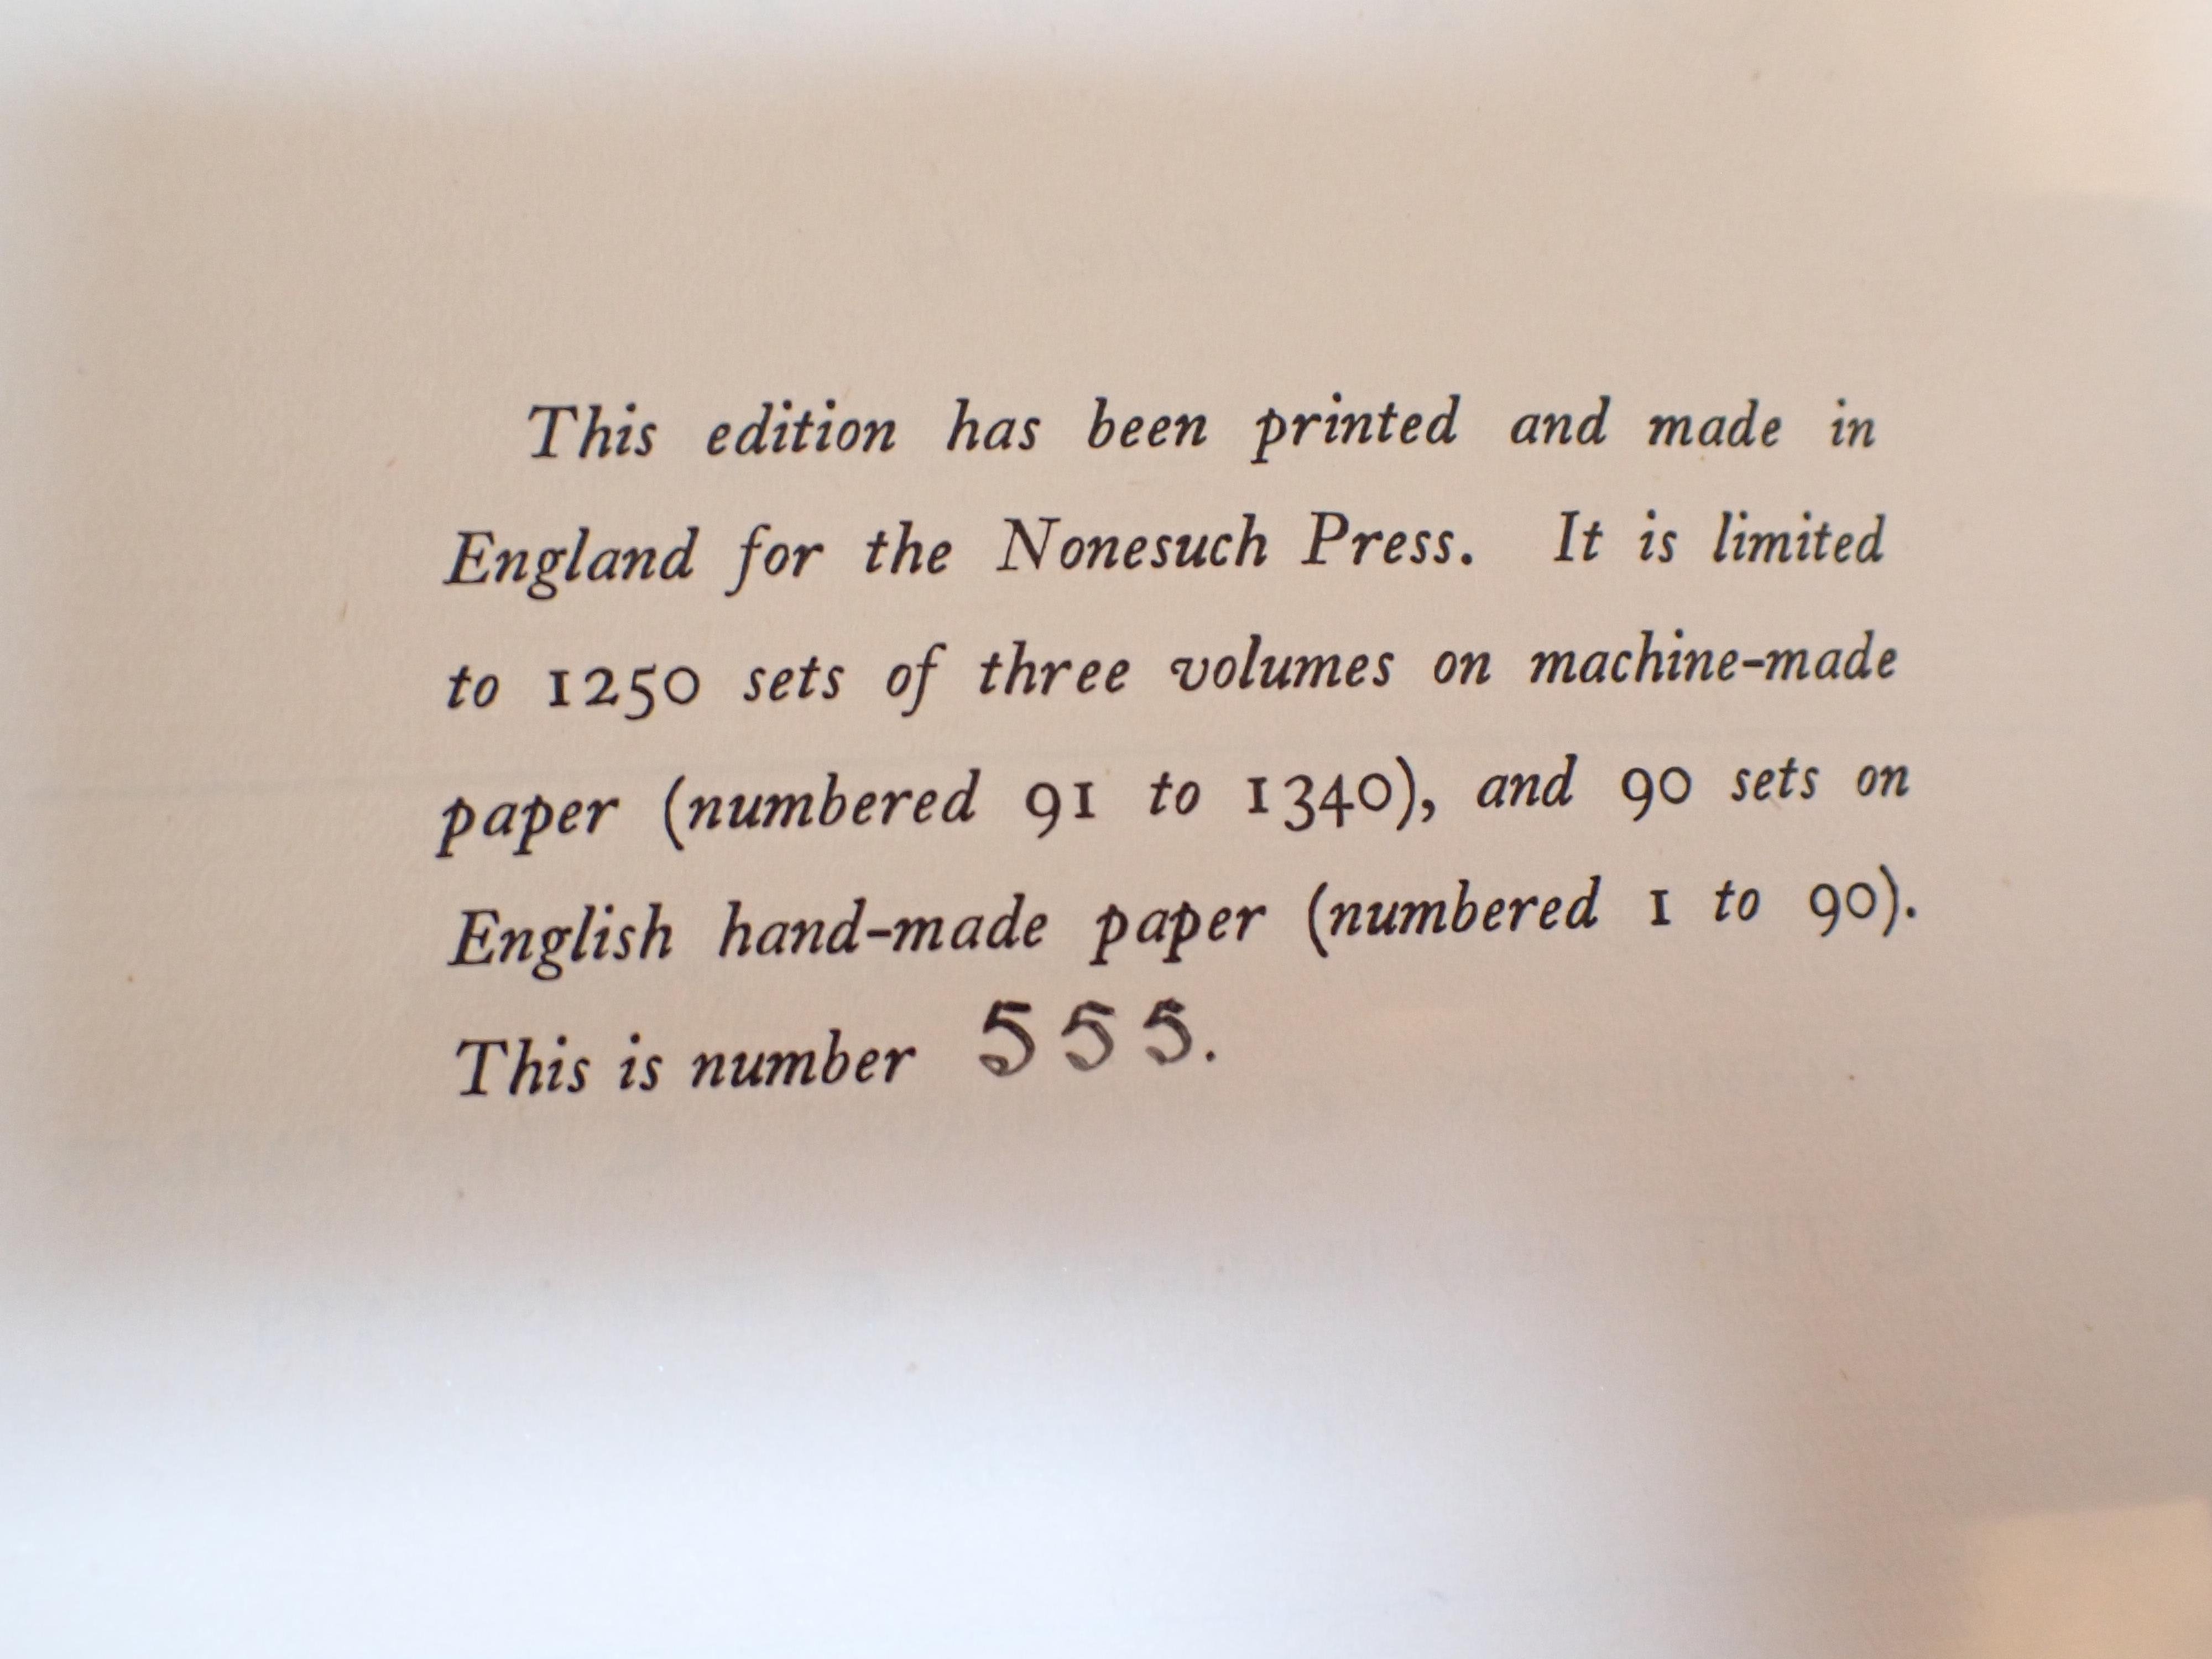 This edition has been printed and made in
England for the Nonesuch Press. It is limited
to 1250 sets of three volumes on machine-made
paper (numbered 91 to 1340), and 90 sets on
English hand-made paper (numbered 1 to 90).
This is number 555.